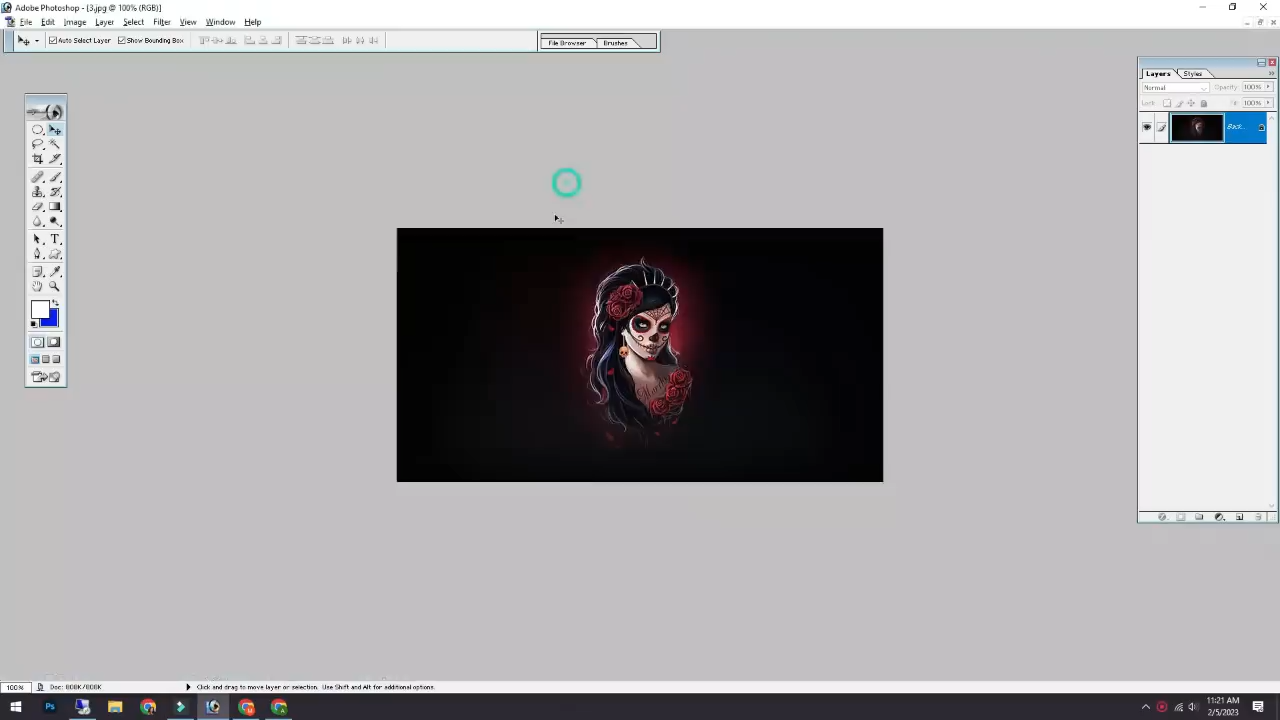 Adobe Photoshop - [3.jpg @ 100% (RGB)]
File Edit Image Layer Select Filter View Window Help
Auto Select Layer Show Bounding Box File Browser Brushes
Layers Styles
Normal Opacity: 100%
Lock: Fill: 100%
Back...
100% Doc: 808K/808K Click and drag to move layer or selection. Use Shift and Alt for additional options.
11:21 AM
2/5/2023